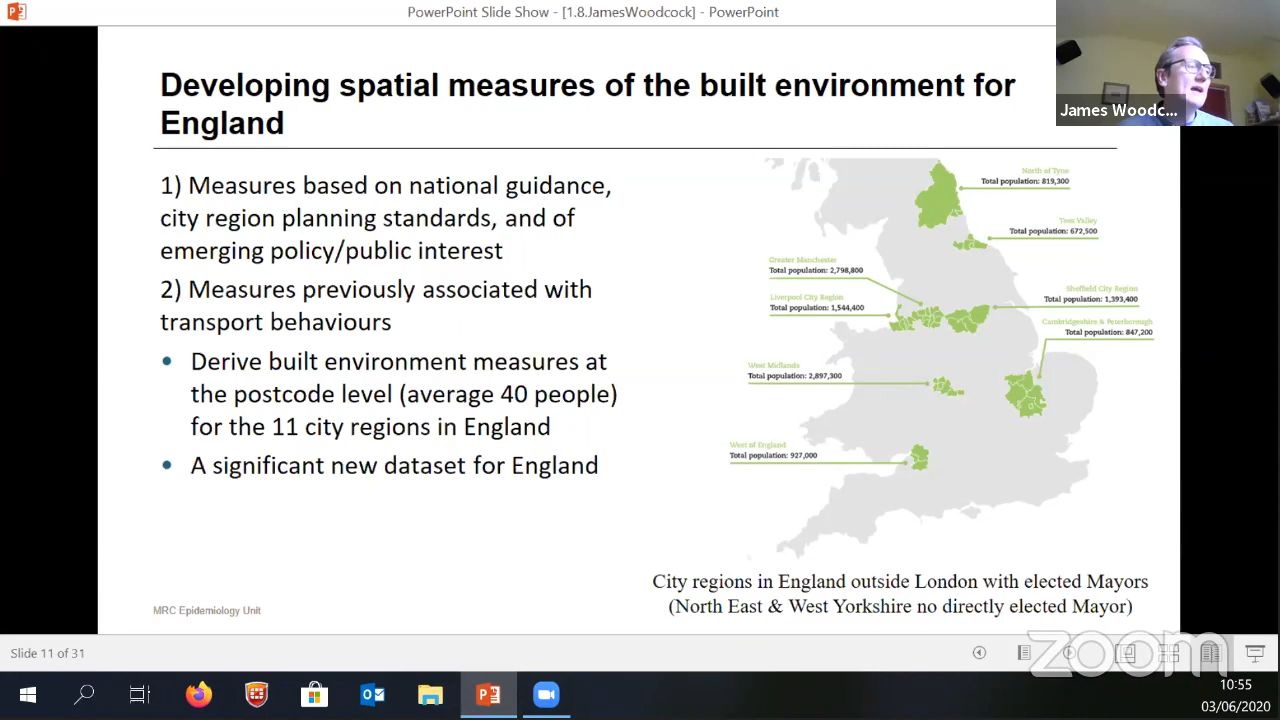 PowerPoint Slide Show - [1.8.JamesWoodcock] - PowerPoint
James Woodc...
Developing spatial measures of the built environment for
England
1) Measures based on national guidance,
city region planning standards, and of
emerging policy/public interest
2) Measures previously associated with
transport behaviours
• Derive built environment measures at
the postcode level (average 40 people)
for the 11 city regions in England
• A significant new dataset for England
North of Tyne
Total population: 819,300
Tees Valley
Total population: 672,500
Greater Manchester
Total population: 2,798,800
Liverpool City Region
Total population: 1,544,400
Sheffield City Region
Total population: 1,393,400
Cambridgeshire & Peterborough
Total population: 847,200
West Midlands
Total population: 2,897,300
West of England
Total population: 927,000
City regions in England outside London with elected Mayors
(North East & West Yorkshire no directly elected Mayor)
MRC Epidemiology Unit
Slide 11 of 31
zoom
10:55
03/06/2020